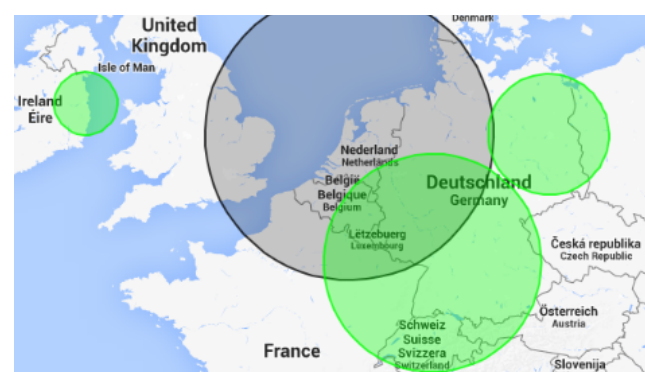 Denmark
United
Kingdom
Isle of Man
Ireland
Éire
Nederland
Netherlands
België
Belgique
Belgium
Deutschland
Germany
Lëtzebuerg
Luxembourg
Česká republika
Czech Republic
Österreich
Austria
Schweiz
Suisse
Svizzera
Switzerland
France
Slovenija